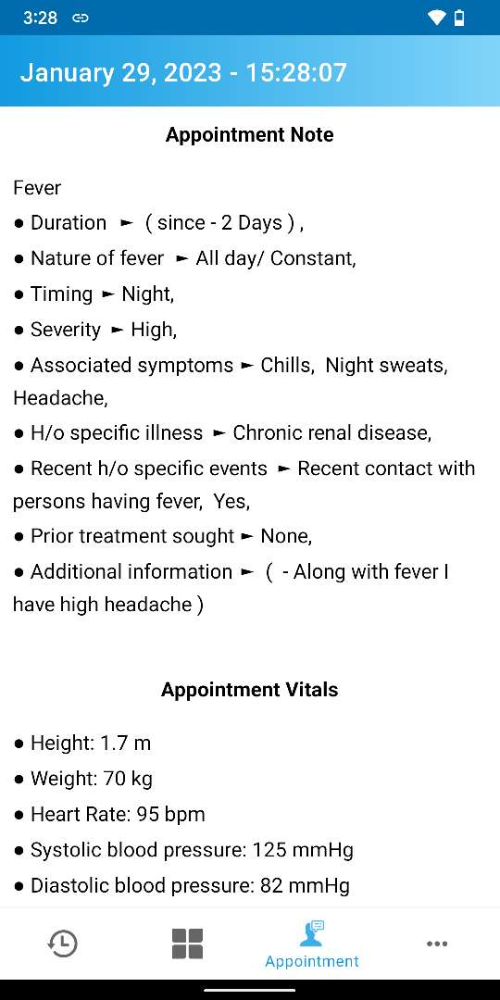 3:28
January 29, 2023 - 15:28:07
Appointment Note
Fever
● Duration ► ( since - 2 Days ) ,
● Nature of fever ► All day/ Constant,
● Timing ► Night,
● Severity ► High,
● Associated symptoms ► Chills, Night sweats,
Headache,
● H/o specific illness ► Chronic renal disease,
● Recent h/o specific events ► Recent contact with
persons having fever, Yes,
● Prior treatment sought ► None,
● Additional information ► ( - Along with fever I
have high headache )
Appointment Vitals
● Height: 1.7 m
● Weight: 70 kg
● Heart Rate: 95 bpm
● Systolic blood pressure: 125 mmHg
● Diastolic blood pressure: 82 mmHg
Appointment